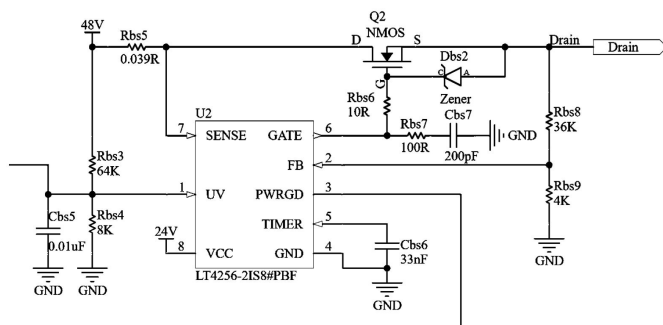 Q2
NMOS
48V
Rbs5
0.039R
D
S
G
Dbs2
C
A
Zener
Drain
Drain
Rbs6
10R
U2
7
SENSE
GATE
6
Rbs7
100R
Cbs7
200pF
GND
Rbs8
36K
FB
2
Rbs3
64K
1
UV
PWRGD
3
Rbs9
4K
Cbs5
0.01uF
Rbs4
8K
TIMER
5
24V
8
VCC
GND
4
Cbs6
33nF
LT4256-2IS8#PBF
GND
GND
GND
GND